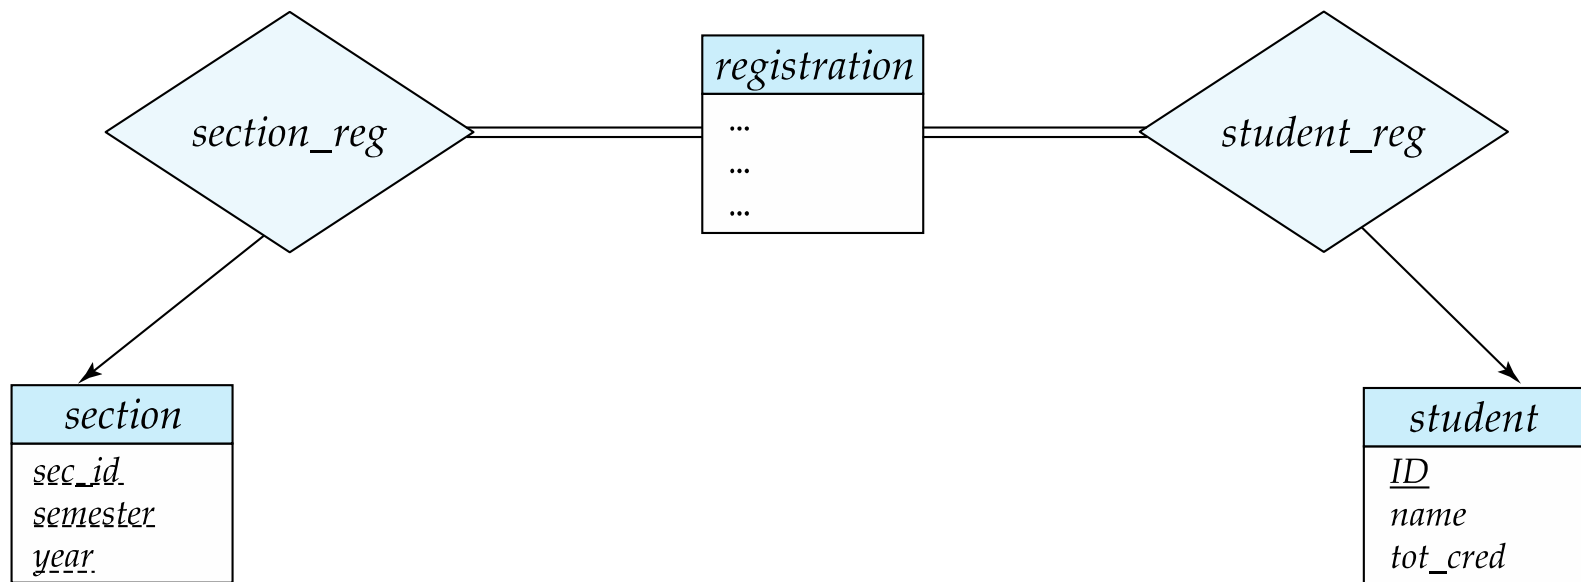 section_reg
registration
...
...
...
student_reg
section
sec_id
semester
year
student
ID
name
tot_cred